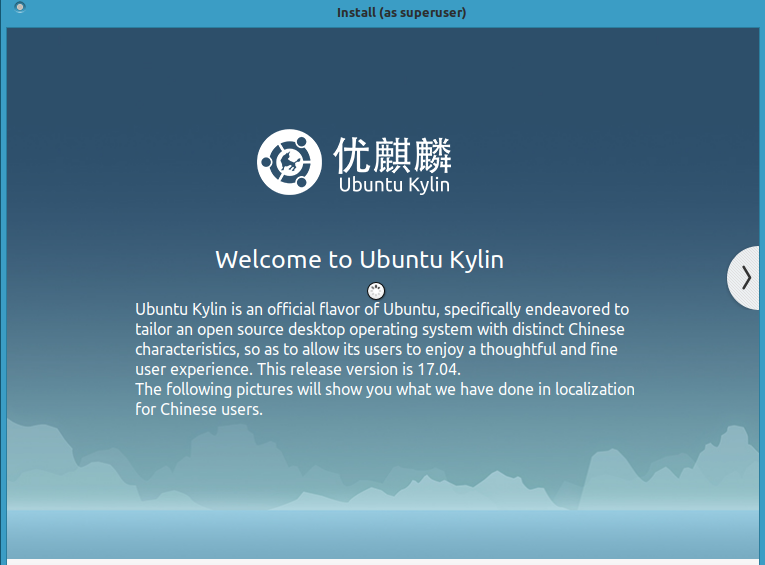 Install (as superuser)
优麒麟
Ubuntu Kylin
Welcome to Ubuntu Kylin
Ubuntu Kylin is an official flavor of Ubuntu, specifically endeavored to
tailor an open source desktop operating system with distinct Chinese
characteristics, so as to allow its users to enjoy a thoughtful and fine
user experience. This release version is 17.04.
The following pictures will show you what we have done in localization
for Chinese users.